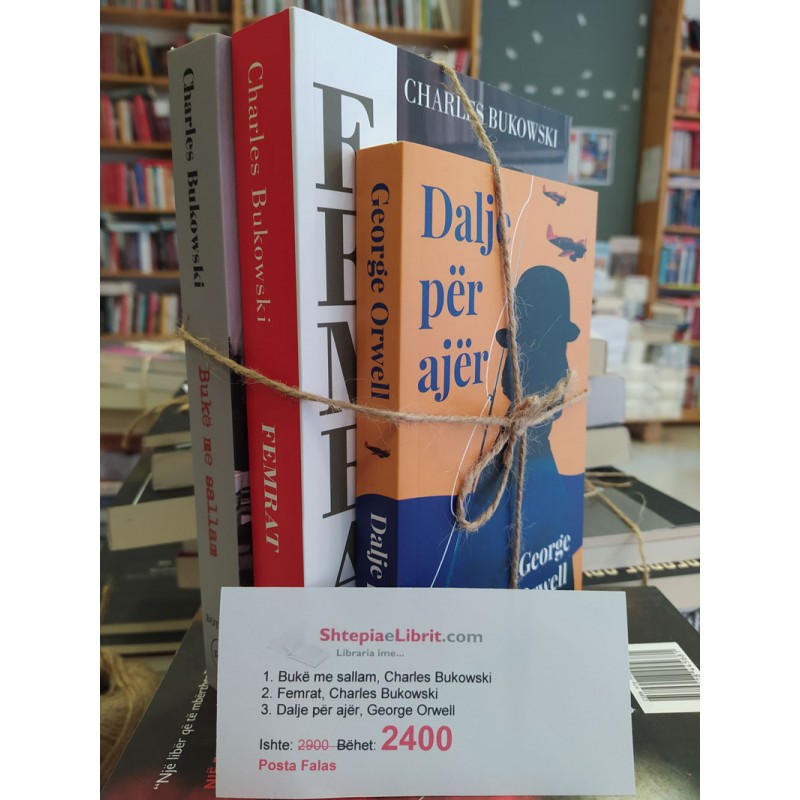 Charles Bukowski
Bukë me sallam
Charles Bukowski
FEMRAT
CHARLES BUKOWSKI
George Orwell
Dalje
Dalje
për
ajër
George
Orwell
ShtepiaeLibrit.com
Libraria ime...
1. Bukë me sallam, Charles Bukowski
2. Femrat, Charles Bukowski
3. Dalje për ajër, George Orwell
Ishte: 2900 Bëhet: 2400
Posta Falas
"Një libër që të mbërthe